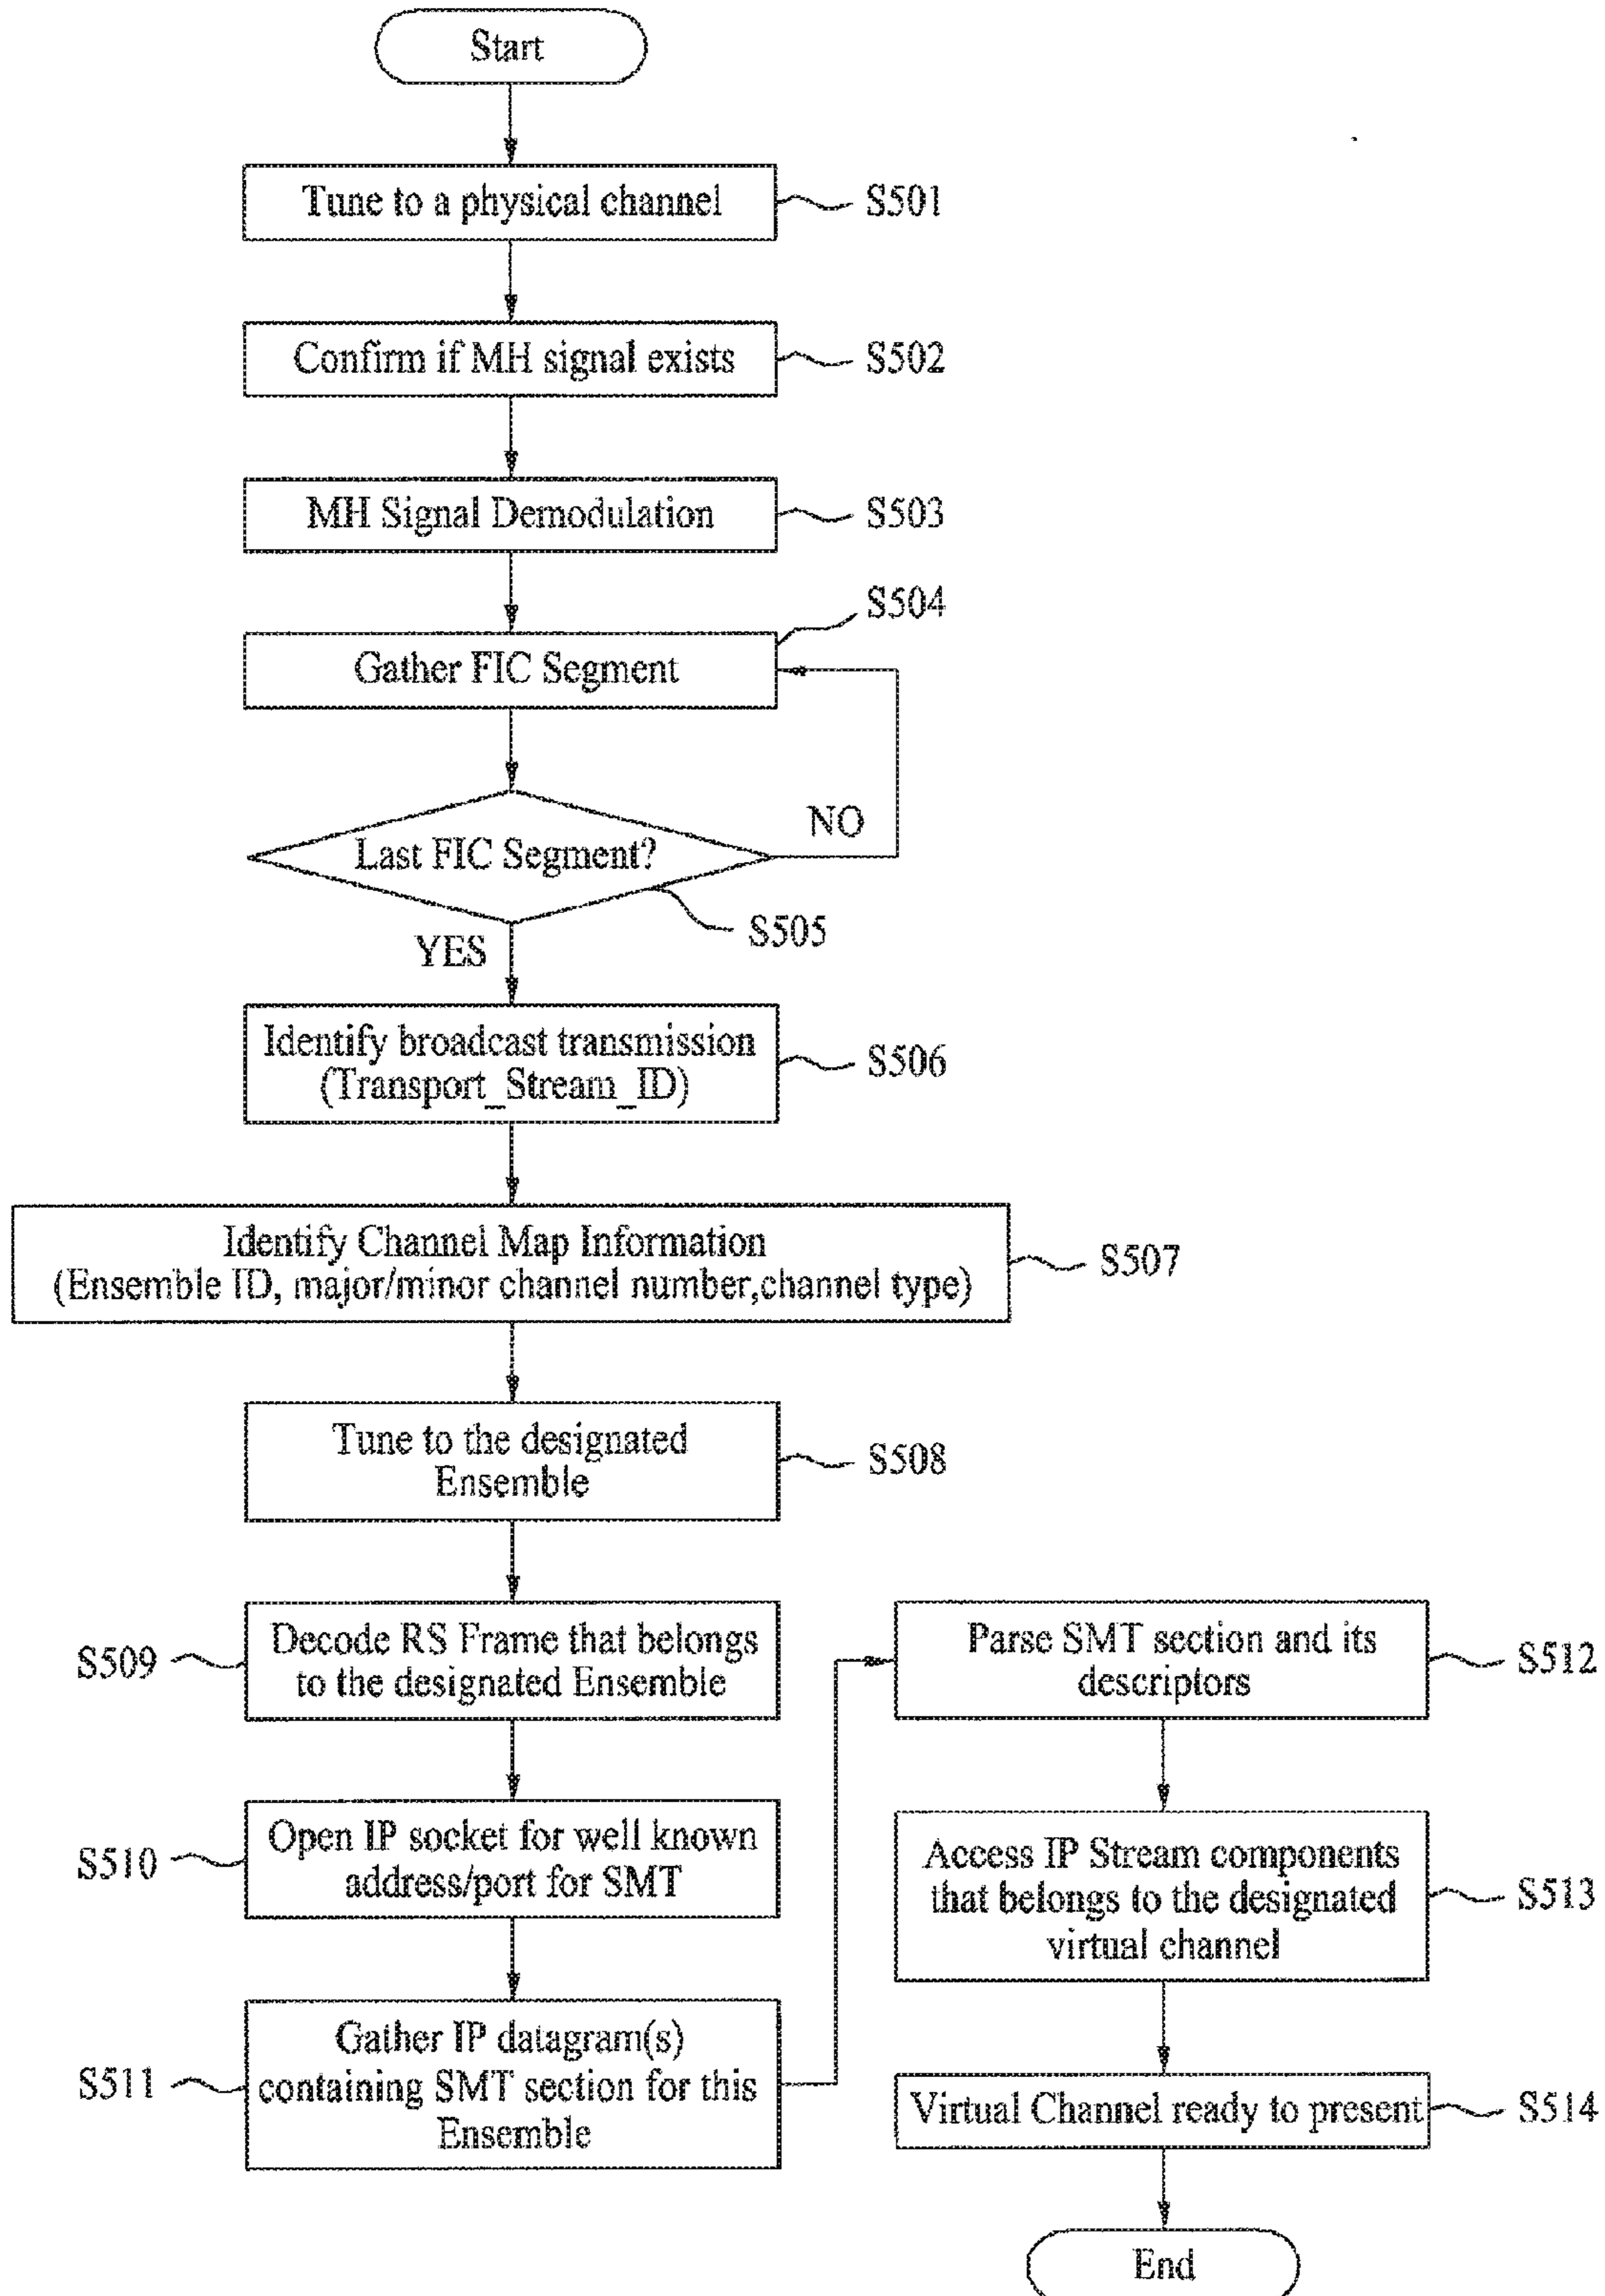 Start
Tune to a physical channel
S501
Confirm if MH signal exists
S502
MH Signal Demodulation
S503
S504
Gather FIC Segment
NO
Last FIC Segment?
S505
YES
Identify broadcast transmission
(Transport_Stream_ID)
S506
Identify Channel Map Information
(Ensemble ID, major/minor channel number,channel type)
S507
Tune to the designated
Ensemble
S508
S509
Decode RS Frame that belongs
to the designated Ensemble
S510
Open IP socket for well known
address/port for SMT
S511
Gather IP datagram(s)
containing SMT section for this
Ensemble
Parse SMT section and its
descriptors
S512
Access IP Stream components
that belongs to the designated
virtual channel
S513
Virtual Channel ready to present
S514
End